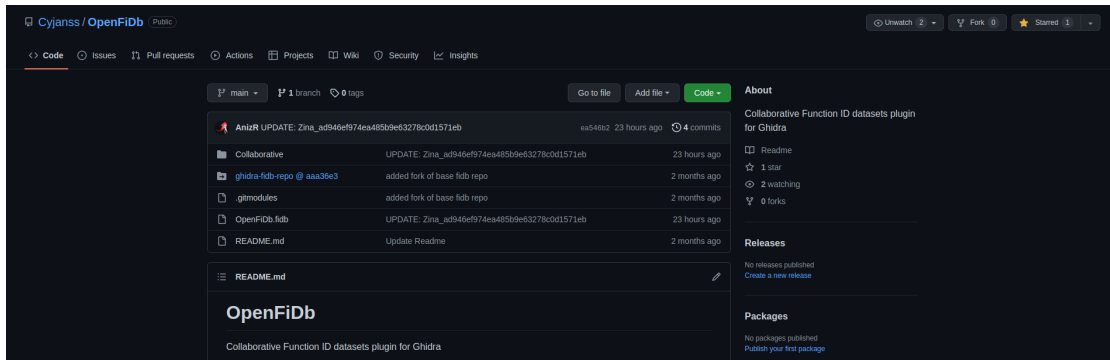 Cyjanss / OpenFiDb Public
Unwatch 2 Fork 0 Starred 1
Code Issues Pull requests Actions Projects Wiki Security Insights
main 1 branch 0 tags Go to file Add file Code
AnizR UPDATE: Zina_ad946ef974ea485b9e63278c0d1571eb ea546b2 23 hours ago 4 commits
Collaborative UPDATE: Zina_ad946ef974ea485b9e63278c0d1571eb 23 hours ago
ghidra-fidb-repo @ aaa36e3 added fork of base fidb repo 2 months ago
.gitmodules added fork of base fidb repo 2 months ago
OpenFiDb.fidb UPDATE: Zina_ad946ef974ea485b9e63278c0d1571eb 23 hours ago
README.md Update Readme 2 months ago
README.md
OpenFiDb
Collaborative Function ID datasets plugin for Ghidra
About
Collaborative Function ID datasets plugin
for Ghidra
Readme
1 star
2 watching
0 forks
Releases
No releases published
Create a new release
Packages
No packages published
Publish your first package